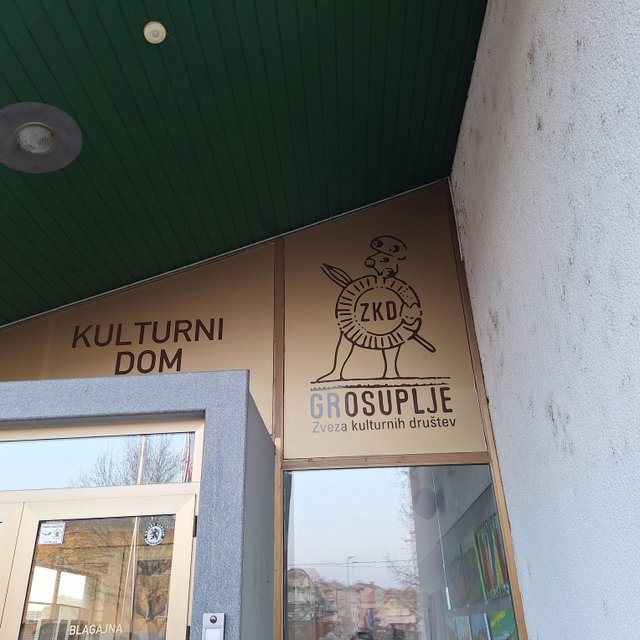 KULTURNI
DOM
ZKD
GROSUPLJE
Zveza kulturnih društev
BLAGAJNA